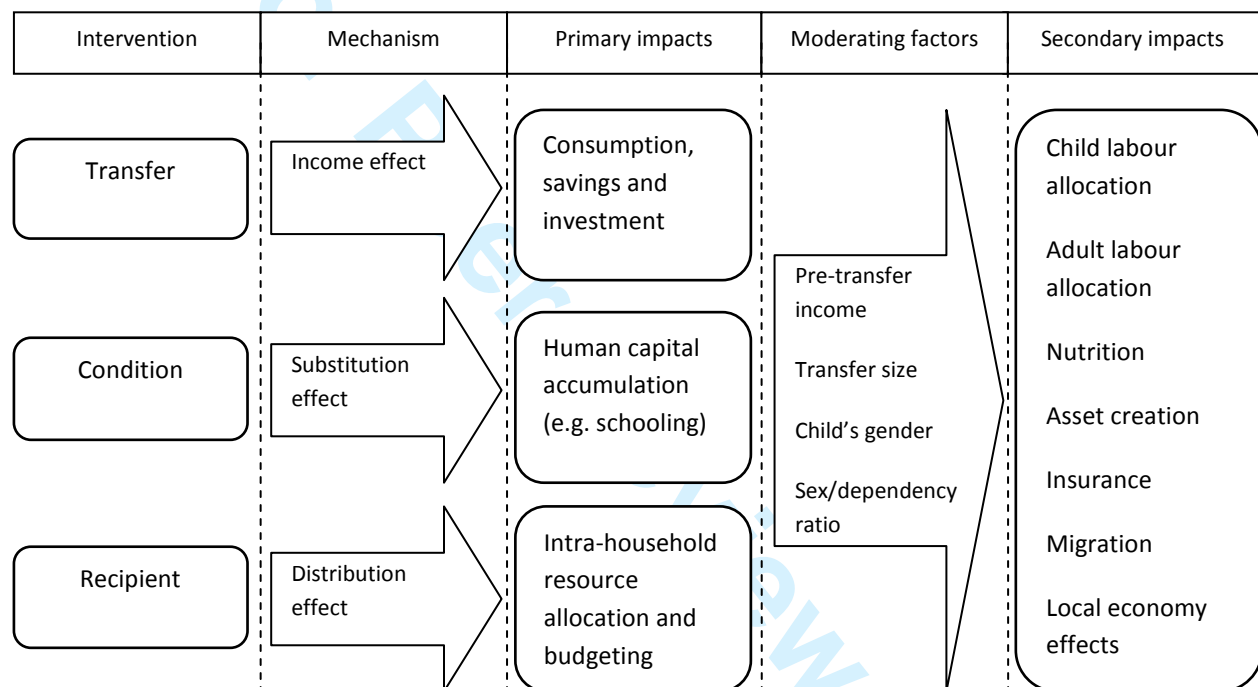 Intervention
Mechanism
Primary impacts
Moderating factors
Secondary impacts
Transfer
Income effect
Consumption,
savings and
investment
Condition
Substitution
effect
Human capital
accumulation
(e.g. schooling)
Recipient
Distribution
effect
Intra-household
resource
allocation and
budgeting
Pre-transfer
income
Transfer size
Child’s gender
Sex/dependency
ratio
Child labour
allocation
Adult labour
allocation
Nutrition
Asset creation
Insurance
Migration
Local economy
effects